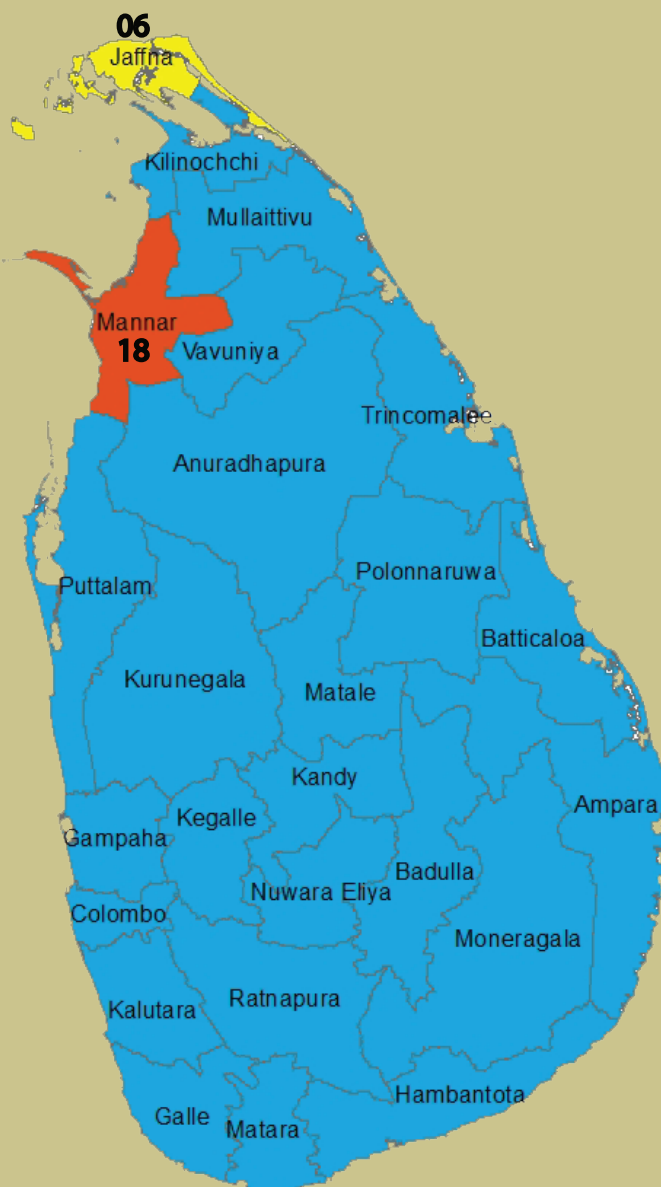 06
Jaffna
Kilinochchi
Mullaittivu
Mannar
18
Vavuniya
Trincomalee
Anuradhapura
Polonnaruwa
Puttalam
Batticaloa
Kurunegala
Matale
Kandy
Ampara
Kegalle
Gampaha
Badulla
Nuwara Eliya
Colombo
Moneragala
Ratnapura
Kalutara
Hambantota
Galle
Matara